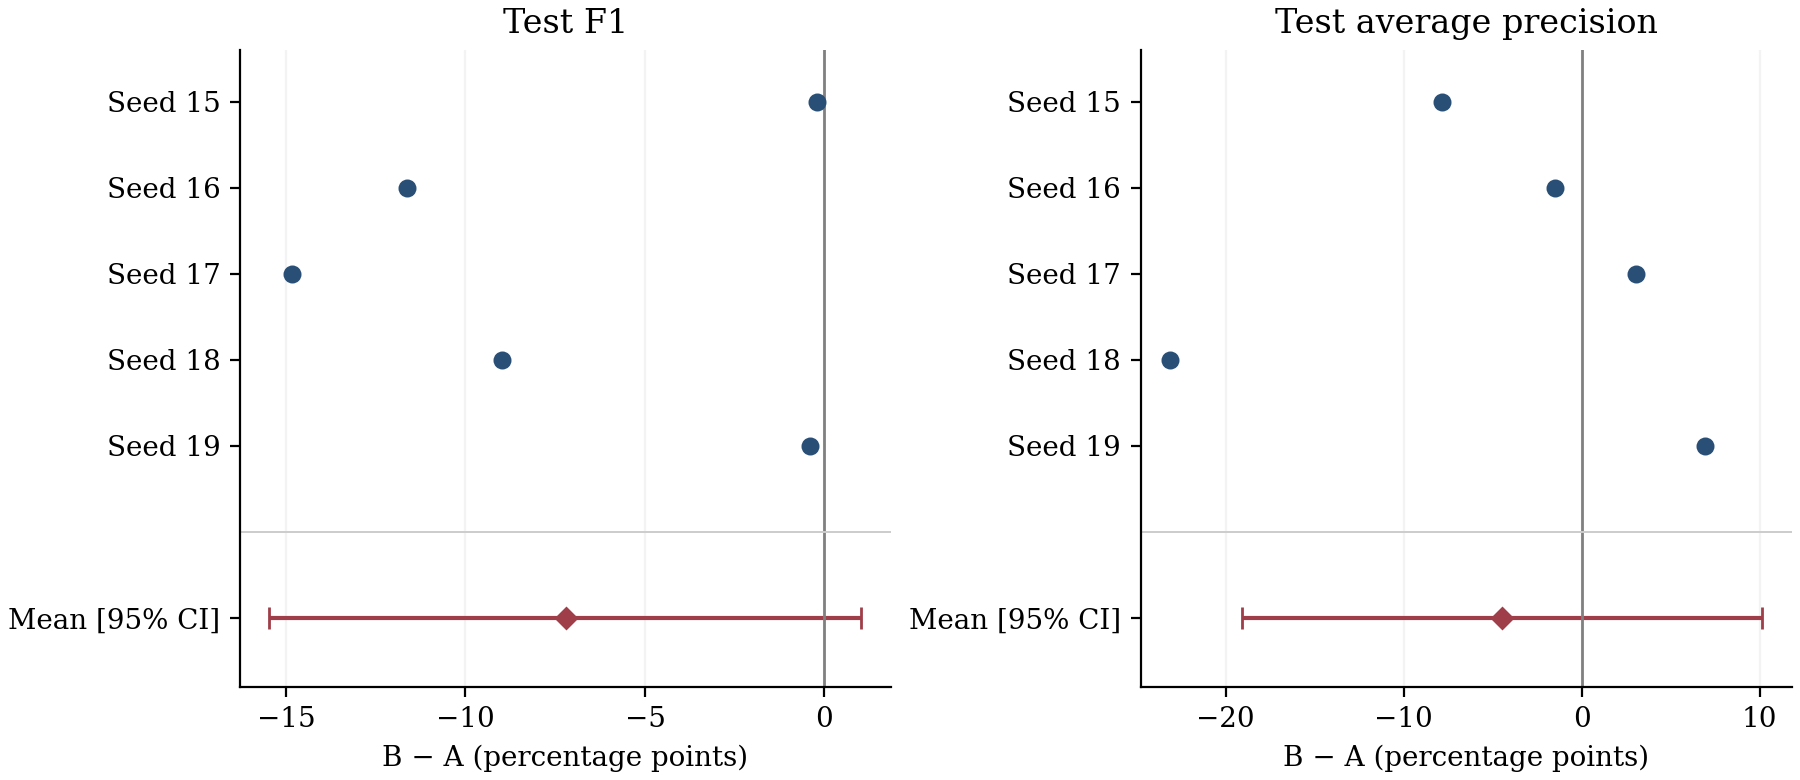 Test F1
Seed 15
Seed 16
Seed 17
Seed 18
Seed 19
Mean [95% CI]
−15 −10 −5 0
B − A (percentage points)
Test average precision
Seed 15
Seed 16
Seed 17
Seed 18
Seed 19
Mean [95% CI]
−20 −10 0 10
B − A (percentage points)